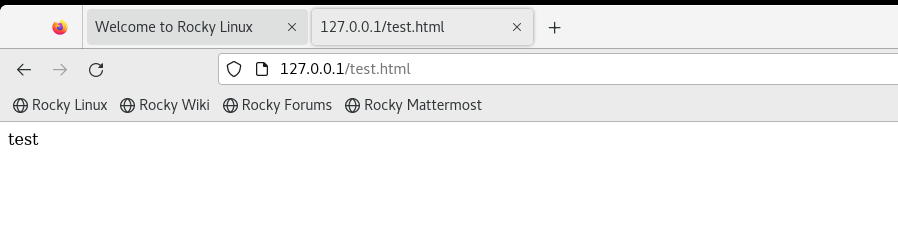 Welcome to Rocky Linux 127.0.0.1/test.html
127.0.0.1/test.html
Rocky Linux Rocky Wiki Rocky Forums Rocky Mattermost
test